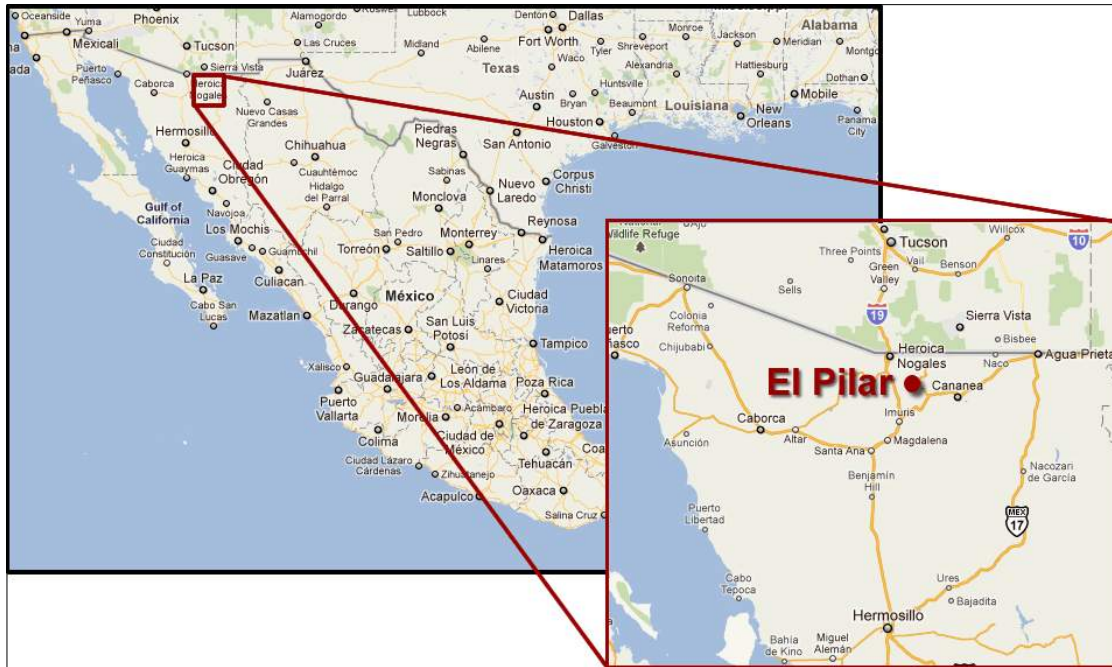 Oceanside
Yuma
Phoenix
Alamogordo
Roswell
Lubbock
Denton
Dallas
Monroe
Jackson
Alabama
Mexicali
Tucson
Las Cruces
Midland
Abilene
Fort Worth
Tyler
Shreveport
Meridian
Puerto
Peñasco
Sierra Vista
Juárez
Texas
Waco
Alexandria
Hattiesburg
Dothan
Caborca
Heroica
Nogales
Huntsville
Mobile
Nuevo Casas
Grandes
Austin
Bryan
Beaumont
Louisiana
New
Orleans
Panama
City
Hermosillo
Houston
Galveston
Piedras
Negras
San Antonio
Heroica
Guaymas
Ciudad
Obregón
Chihuahua
Cuauhtémoc
Hidalgo
del Parral
Sabinas
Monclova
Nuevo
Laredo
Corpus
Christi
Gulf of
California
Navojoa
Los Mochis
Guasave
Guamúchil
San Pedro
Torreón
Saltillo
Monterrey
Linares
Reynosa
Heroica
Matamoros
Ciudad
Constitución
La Paz
Cabo San
Lucas
Culiacan
Durango
México
Ciudad
Victoria
Mazatlan
Zacatecas
San Luis
Potosí
Tampico
Xalisco
León de
Los Aldama
Poza Rica
Guadalajara
Puerto
Vallarta
Acámbaro
Morelia
Heroica Puebla
de Zaragoza
Colima
Ciudad de
México
Ciudad Lázaro
Cárdenas
Zihuatanejo
Tehuacán
Acapulco
Oaxaca
Salina Cruz
Wildlife Refuge
Ajo
Tucson
Willcox
10
Three Points
Vail
Benson
Green
Valley
Sonoita
Sells
19
Sierra Vista
Colonia
Reforma
Bisbee
Chijubabi
Heroica
Nogales
Naco
Agua Prieta
El Pilar
Cananea
Imuris
Caborca
Altar
Asunción
Magdalena
Santa Ana
Benjamín
Hill
Nacozari
de García
Puerto
Libertad
MEX
17
Cabo
Tepoca
Ures
Bajadita
Hermosillo
Bahía
de Kino
Miguel
Alemán